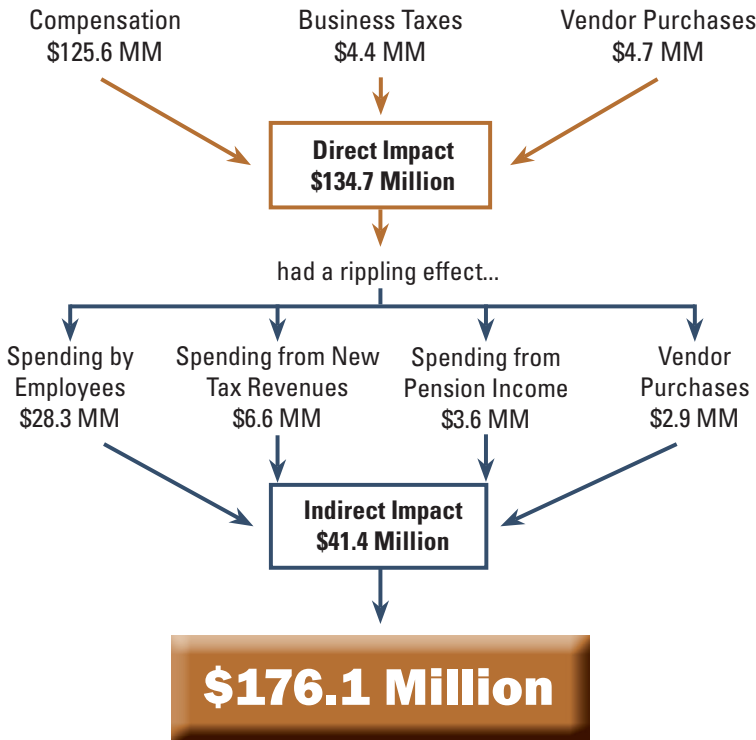 Compensation
$125.6 MM
Business Taxes
$4.4 MM
Vendor Purchases
$4.7 MM
Direct Impact
$134.7 Million
had a rippling effect...
Spending by
Employees
$28.3 MM
Spending from New
Tax Revenues
$6.6 MM
Spending from
Pension Income
$3.6 MM
Vendor
Purchases
$2.9 MM
Indirect Impact
$41.4 Million
$176.1 Million